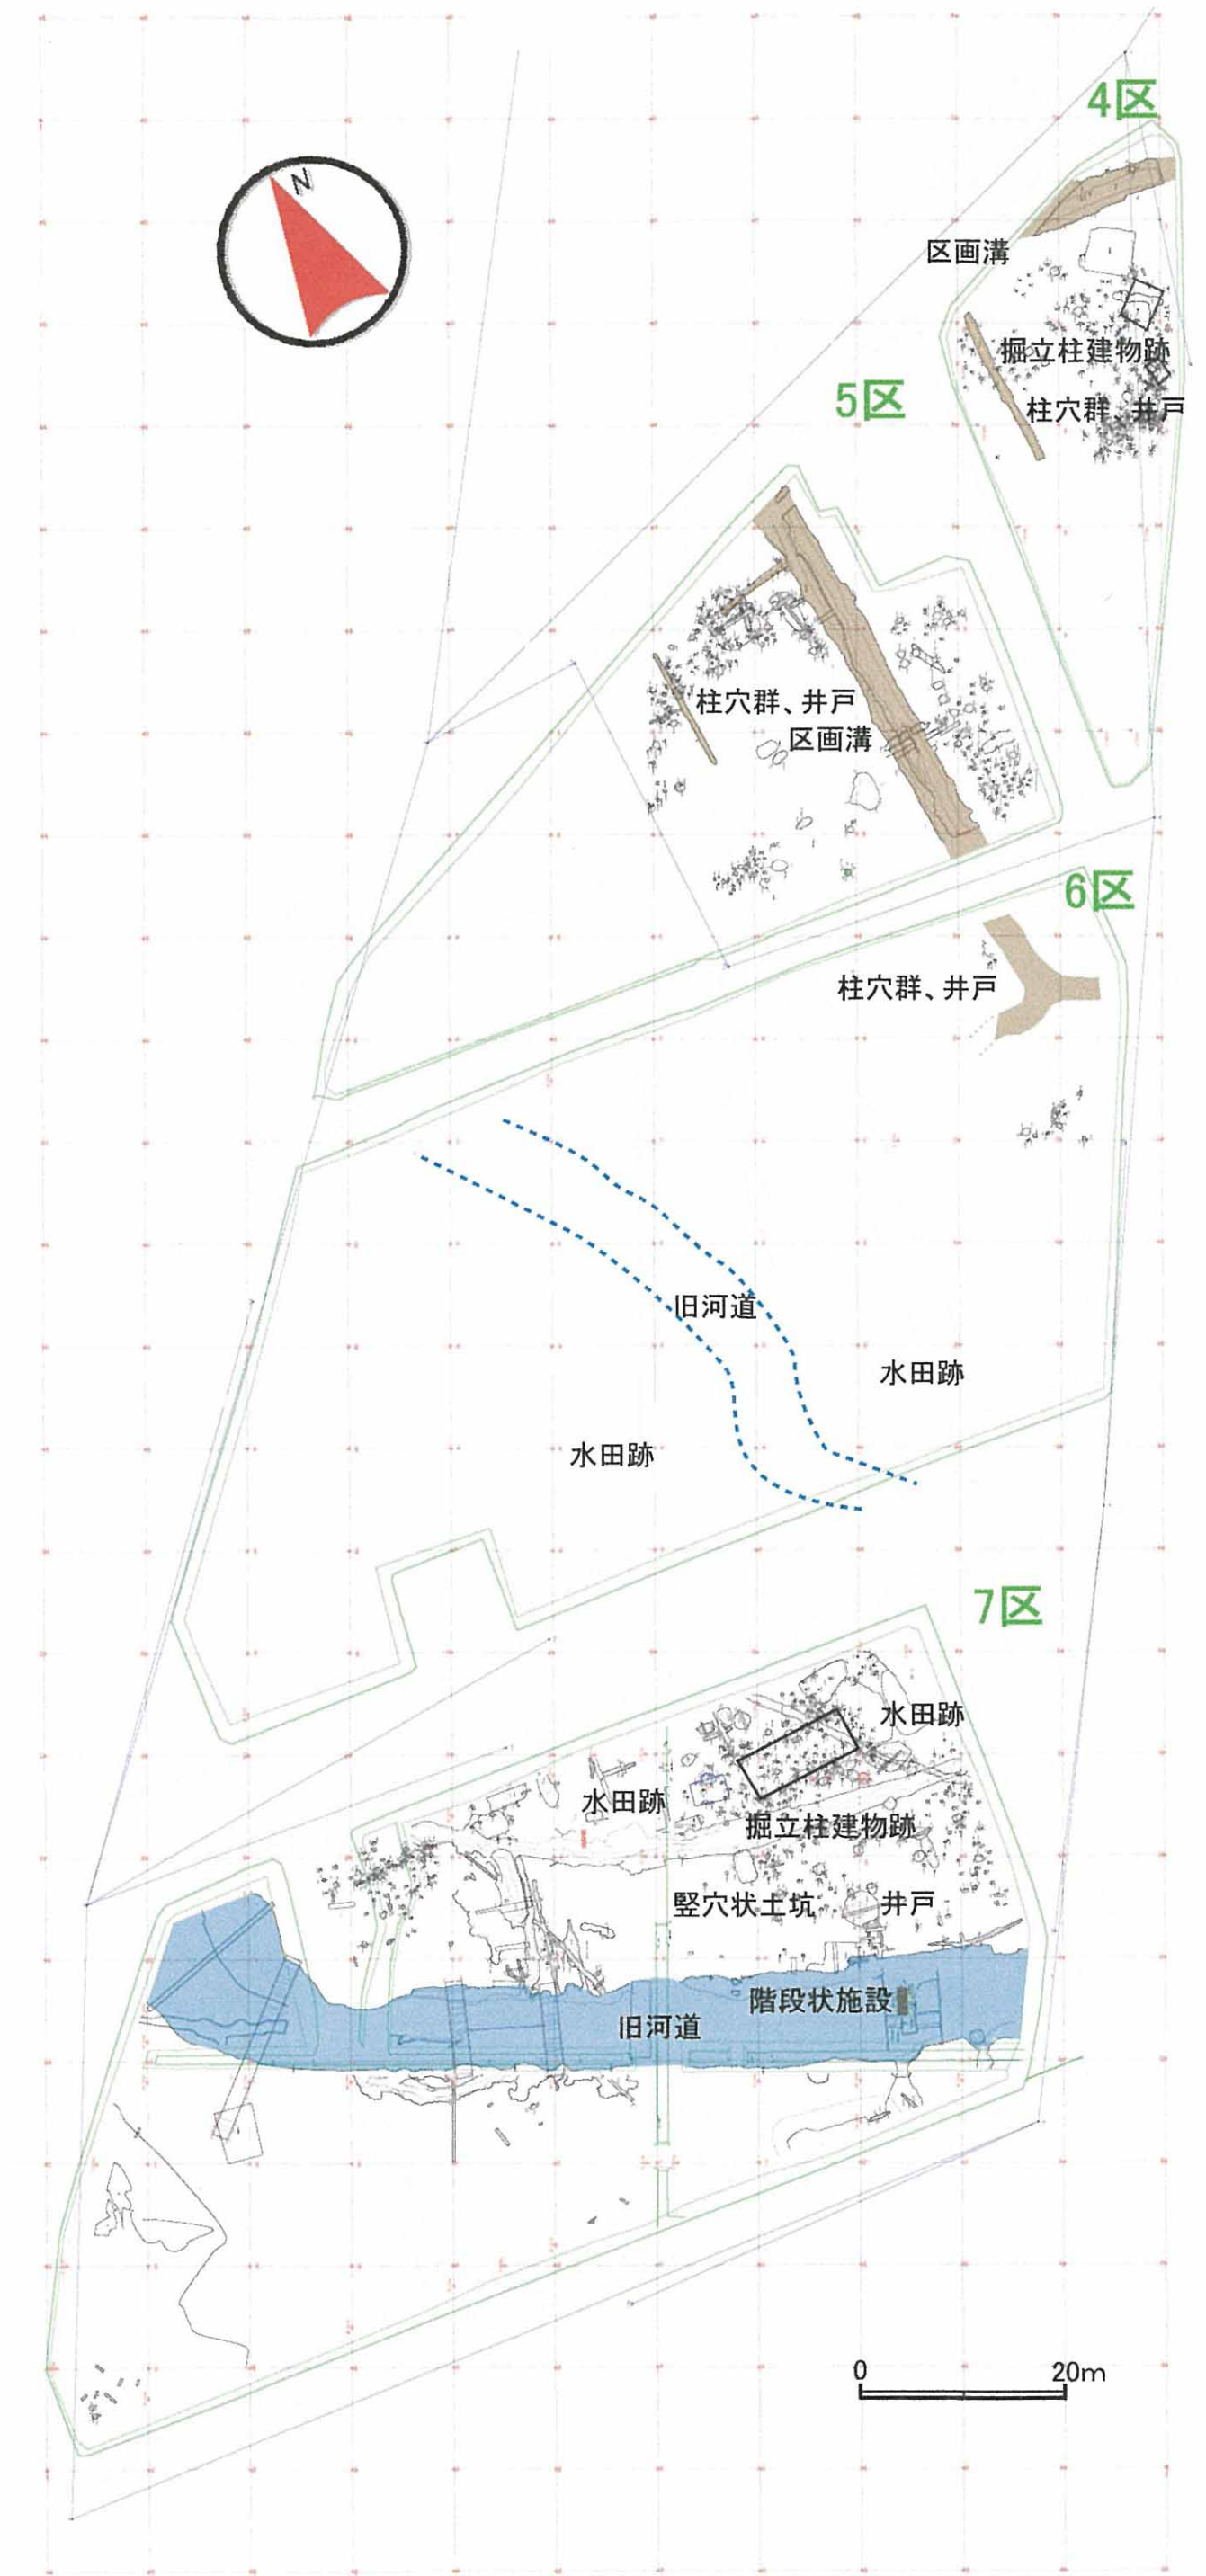 4区
N
区画溝
掘立柱建物跡
5区
柱穴群、井戸
柱穴群、井戸
区画溝
6区
柱穴群、井戸
旧河道
水田跡
水田跡
7区
水田跡
水田跡
掘立柱建物跡
竪穴状土坑
井戸
階段状施設
旧河道
0 20m